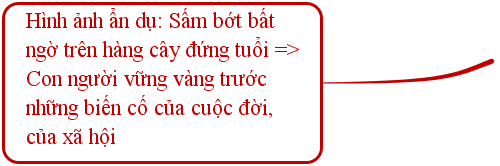 Hình ảnh ẩn dụ: Sấm bớt bất
ngờ trên hàng cây đứng tuổi =>
Con người vững vàng trước
những biến cố của cuộc đời,
của xã hội